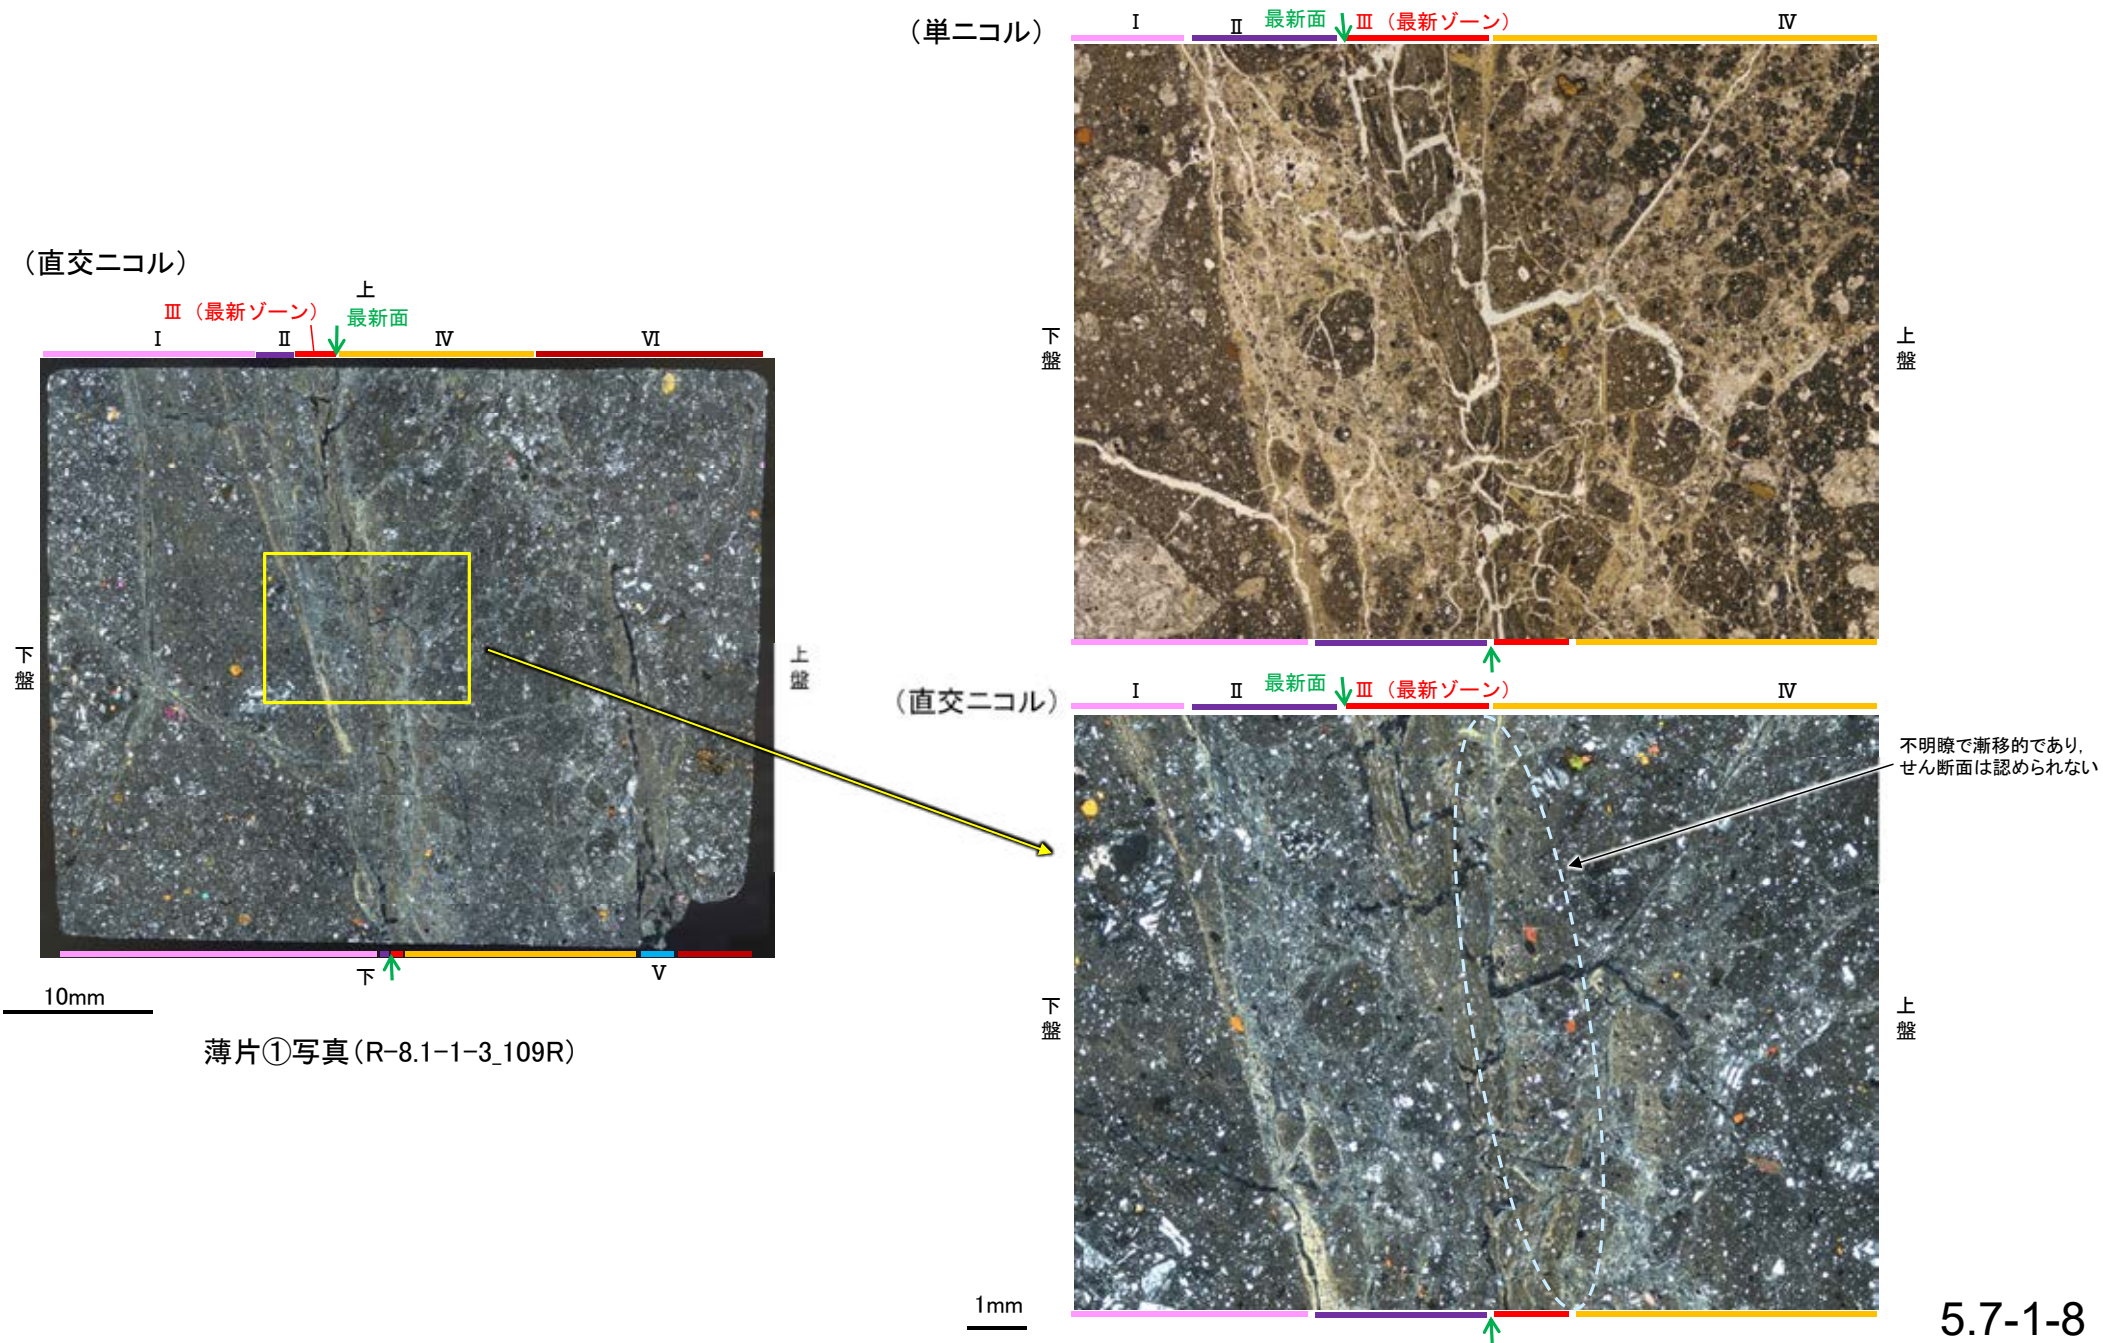 （直交ニコル）
上
Ⅲ（最新ゾーン）
最新面
Ⅰ
Ⅱ
Ⅳ
Ⅵ
下盤
上盤
下
Ⅴ
10mm
薄片①写真（R-8.1-1-3_109R）
（単ニコル）
Ⅰ
Ⅱ
最新面
Ⅲ（最新ゾーン）
Ⅳ
下盤
上盤
（直交ニコル）
Ⅰ
Ⅱ
最新面
Ⅲ（最新ゾーン）
Ⅳ
不明瞭で漸移的であり，
せん断面は認められない
下盤
上盤
1mm
5.7-1-8